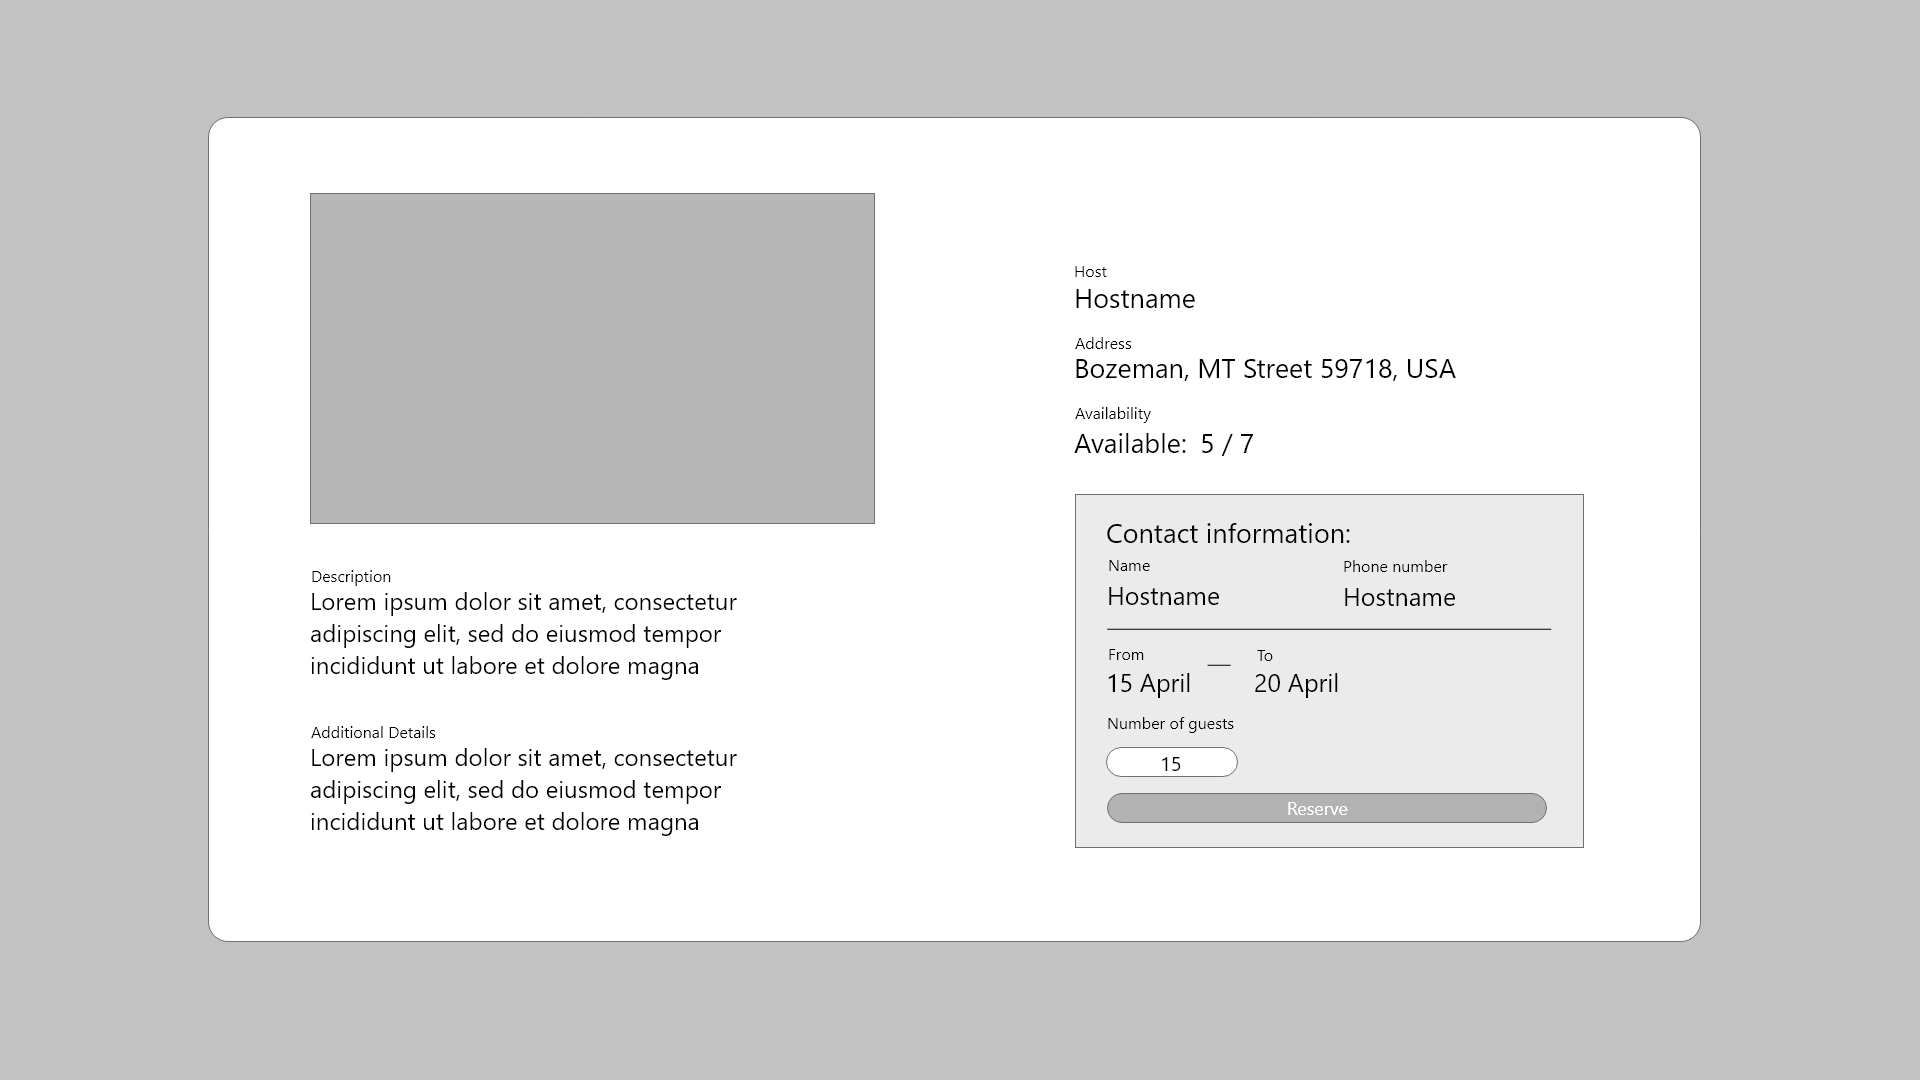 Description
Lorem ipsum dolor sit amet, consectetur
adipiscing elit, sed do eiusmod tempor
incididunt ut labore et dolore magna
Additional Details
Lorem ipsum dolor sit amet, consectetur
adipiscing elit, sed do eiusmod tempor
incididunt ut labore et dolore magna
Host
Hostname
Address
Bozeman, MT Street 59718, USA
Availability
Available: 5 / 7
Contact information:
Name
Hostname
Phone number
Hostname
From
15 April
—
To
20 April
Number of guests
15
Reserve